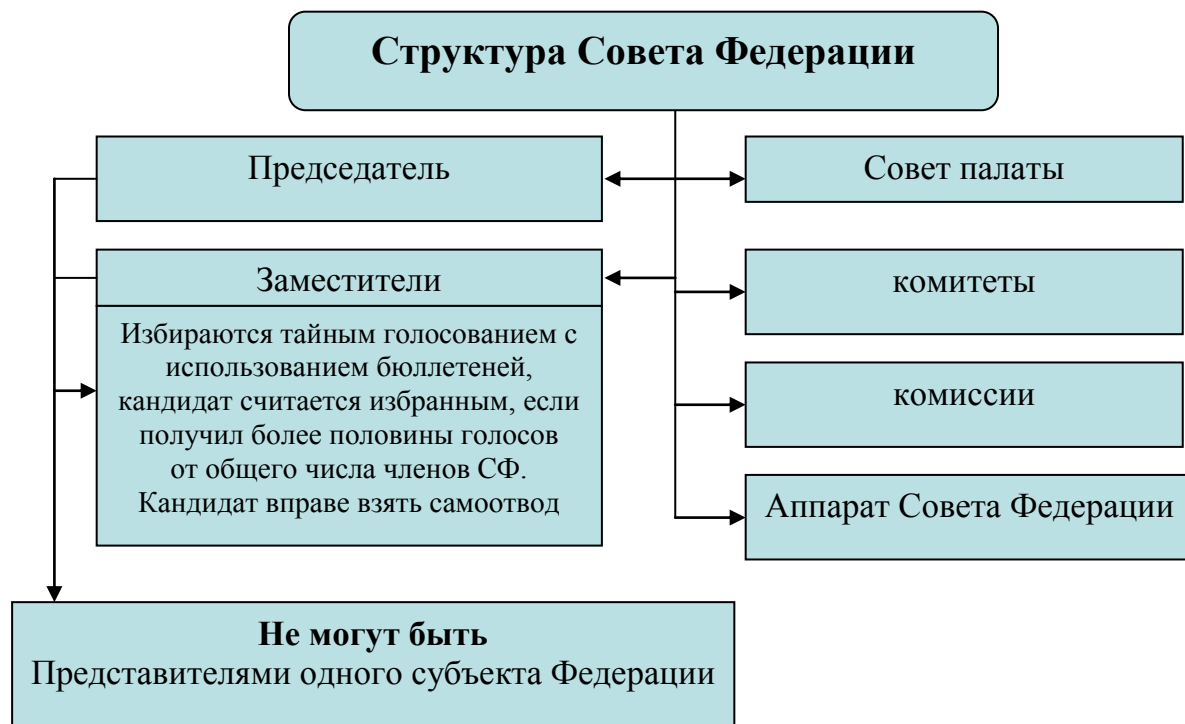 Структура Совета Федерации
Председатель
Совет палаты
Заместители
Избираются тайным голосованием с
использованием бюллетеней,
кандидат считается избранным, если
получил более половины голосов
от общего числа членов СФ.
Кандидат вправе взять самоотвод
комитеты
комиссии
Аппарат Совета Федерации
Не могут быть
Представителями одного субъекта Федерации